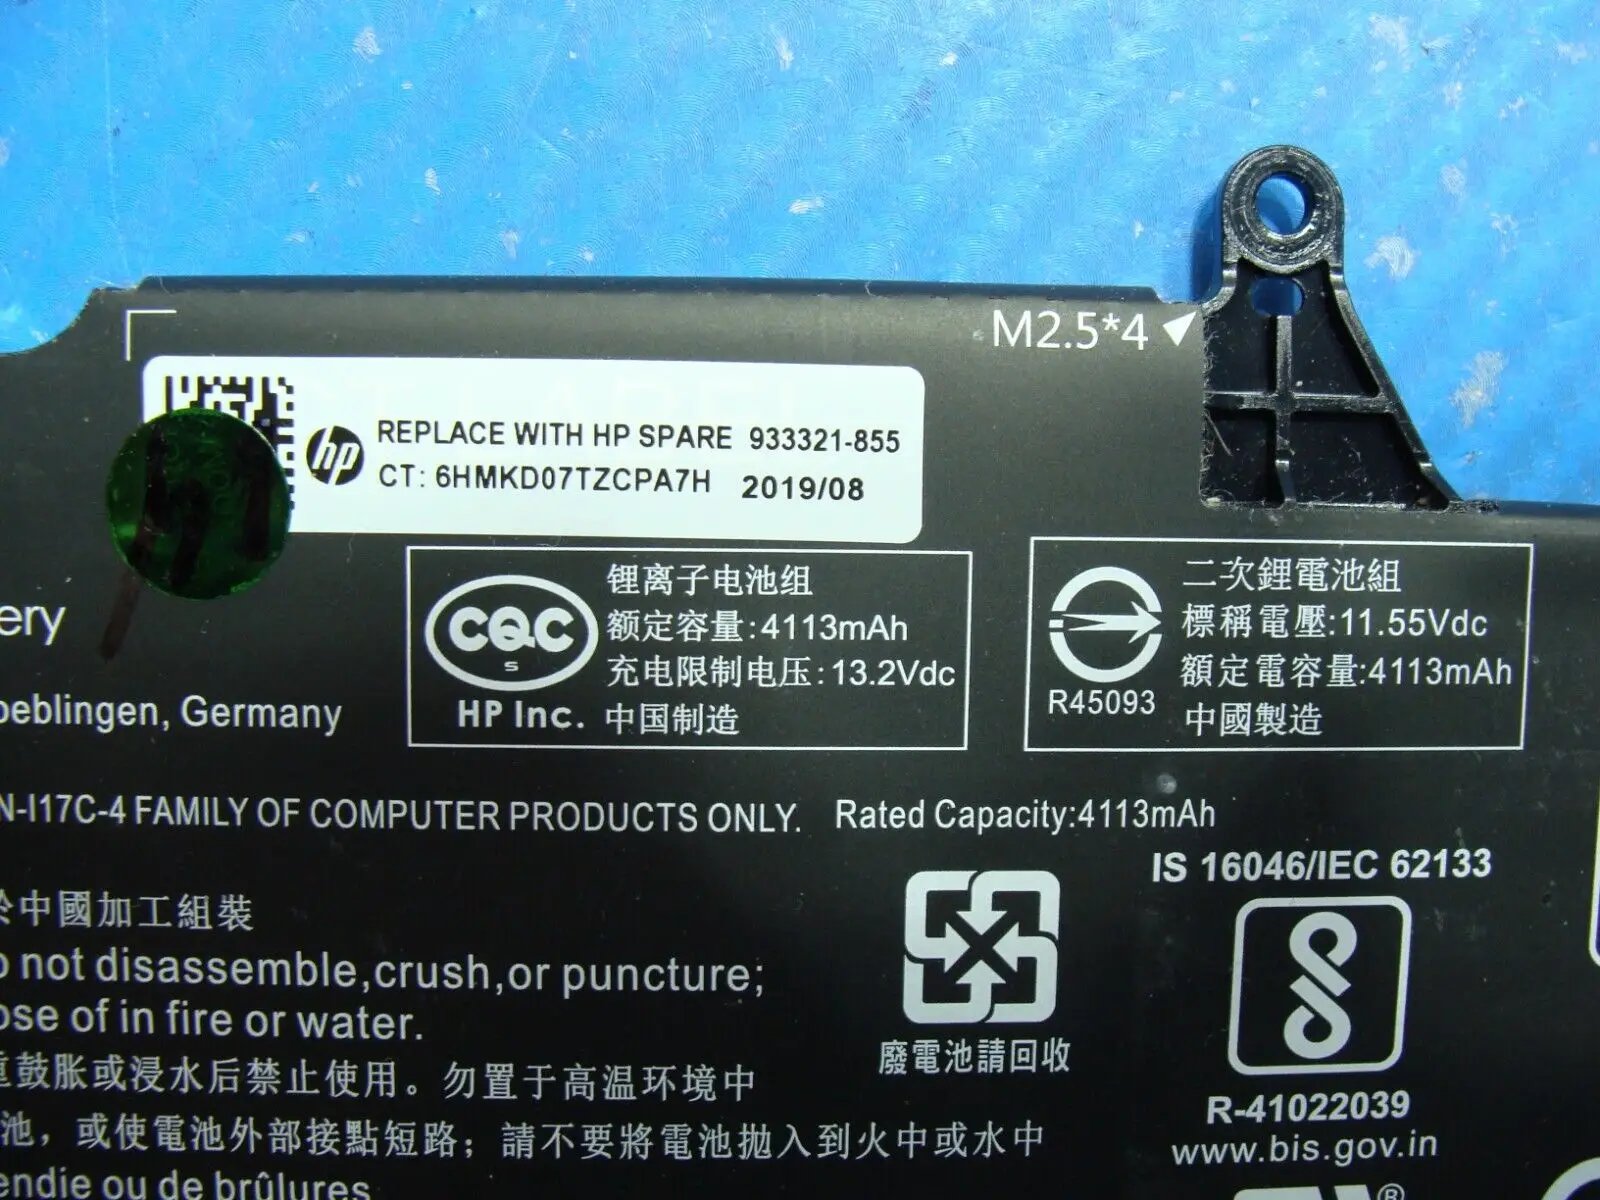 M2.5*4
hp
REPLACE WITH HP SPARE 933321-855
CT: 6HMKD07TZCPA7H 2019/08
ery
oeblingen, Germany
CQC
S
HP Inc.
锂离子电池组
额定容量:4113mAh
充电限制电压:13.2Vdc
中国制造
R45093
二次鋰電池組
標稱電壓:11.55Vdc
額定電容量:4113mAh
中國製造
N-I17C-4 FAMILY OF COMPUTER PRODUCTS ONLY. Rated Capacity:4113mAh
IS 16046/IEC 62133
於中國加工組裝
o not disassemble,crush,or puncture;
ose of in fire or water.
廢電池請回收
重鼓胀或浸水后禁止使用。勿置于高温环境中
R-41022039
池，或使電池外部接點短路；請不要將電池拋入到火中或水中
www.bis.gov.in
endie ou de brûlures
®